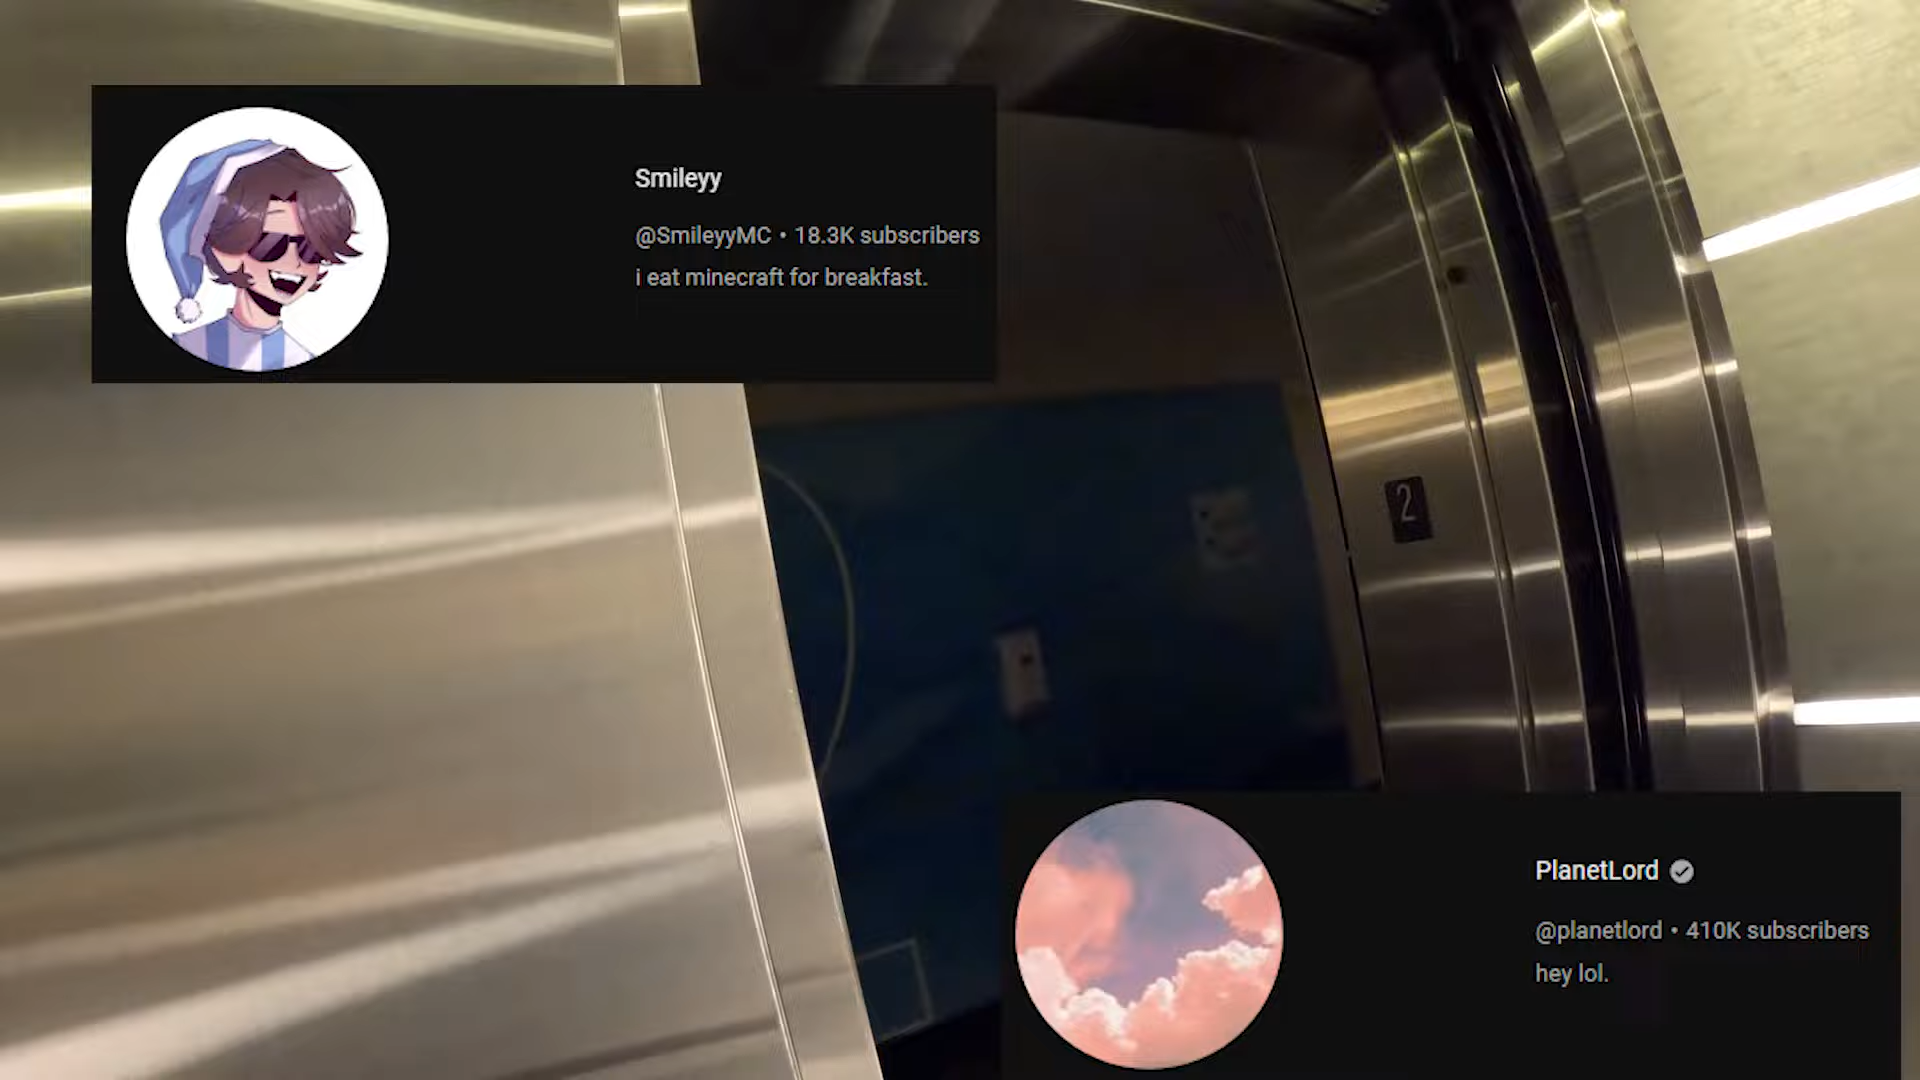 Smileyy
@SmileyyMC • 18.3K subscribers
i eat minecraft for breakfast.
2
PlanetLord
@planetlord • 410K subscribers
hey lol.